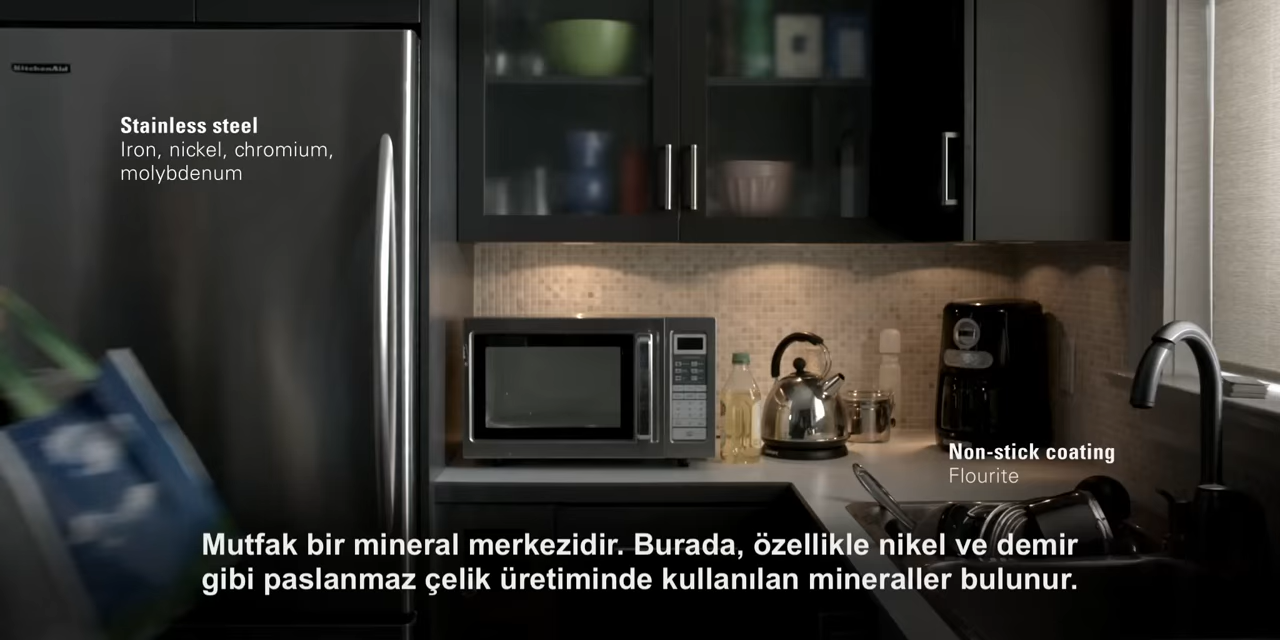 KitchenAid
Stainless steel
Iron, nickel, chromium,
molybdenum
Non-stick coating
Flourite
Mutfak bir mineral merkezidir. Burada, özellikle nikel ve demir
gibi paslanmaz çelik üretiminde kullanılan mineraller bulunur.